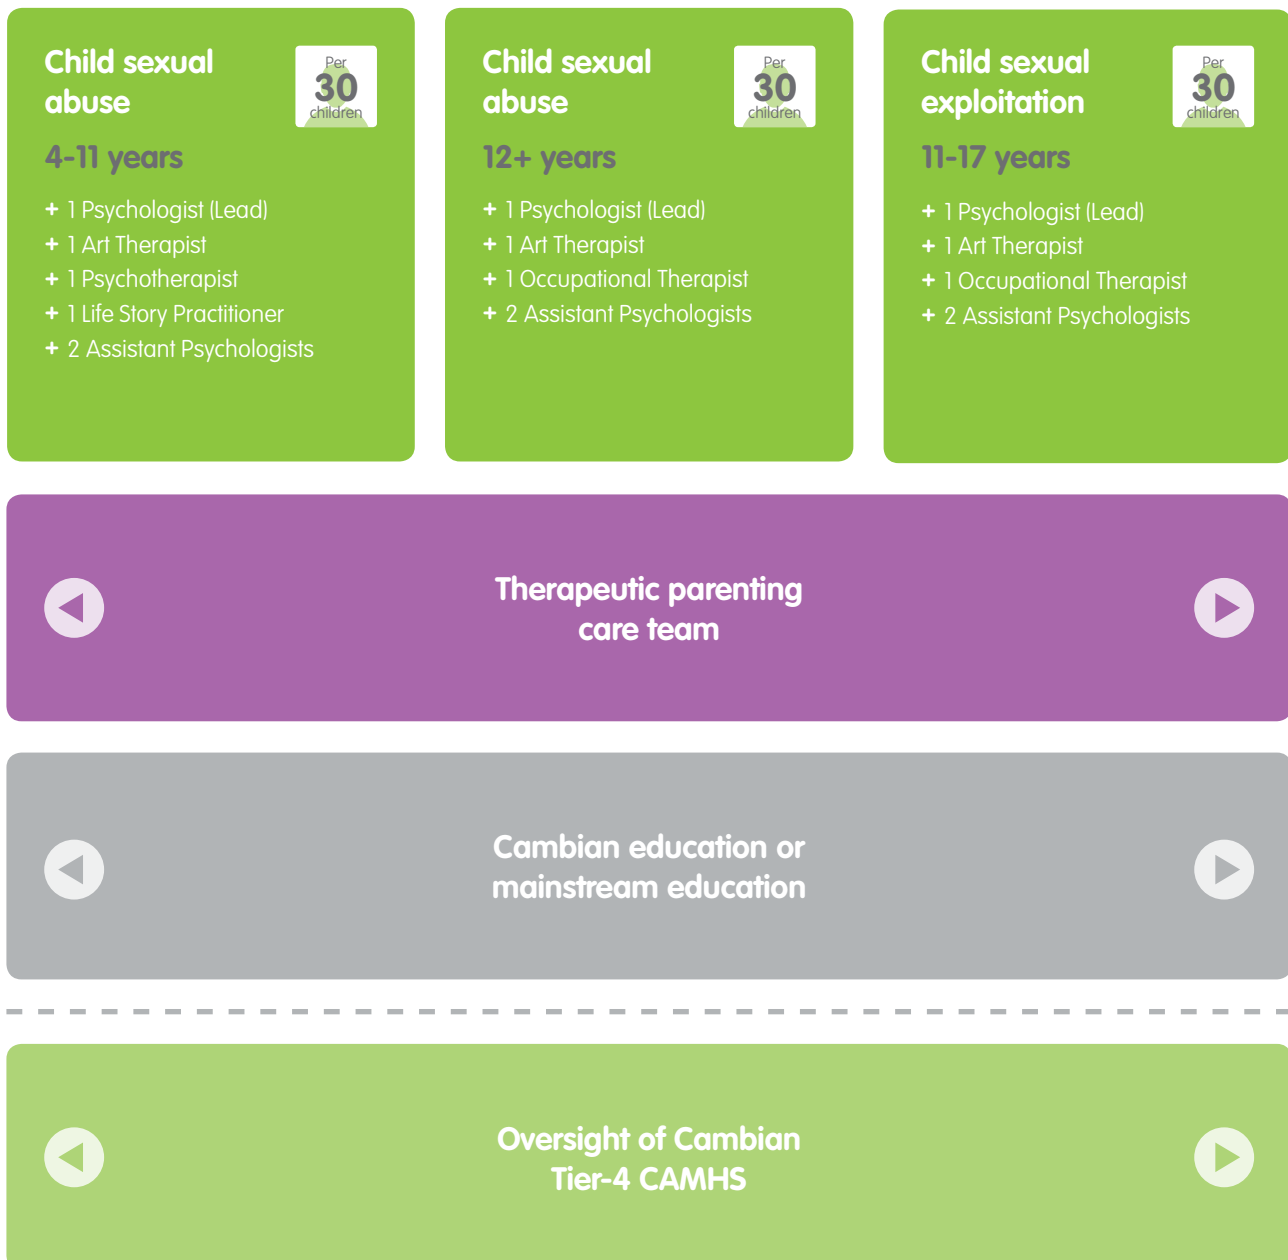 Child sexual
abuse
Per
30
children
4-11 years
+ 1 Psychologist (Lead)
+ 1 Art Therapist
+ 1 Psychotherapist
+ 1 Life Story Practitioner
+ 2 Assistant Psychologists
Child sexual
abuse
Per
30
children
12+ years
+ 1 Psychologist (Lead)
+ 1 Art Therapist
+ 1 Occupational Therapist
+ 2 Assistant Psychologists
Child sexual
exploitation
Per
30
children
11-17 years
+ 1 Psychologist (Lead)
+ 1 Art Therapist
+ 1 Occupational Therapist
+ 2 Assistant Psychologists
Therapeutic parenting
care team
Cambian education or
mainstream education
Oversight of Cambian
Tier-4 CAMHS